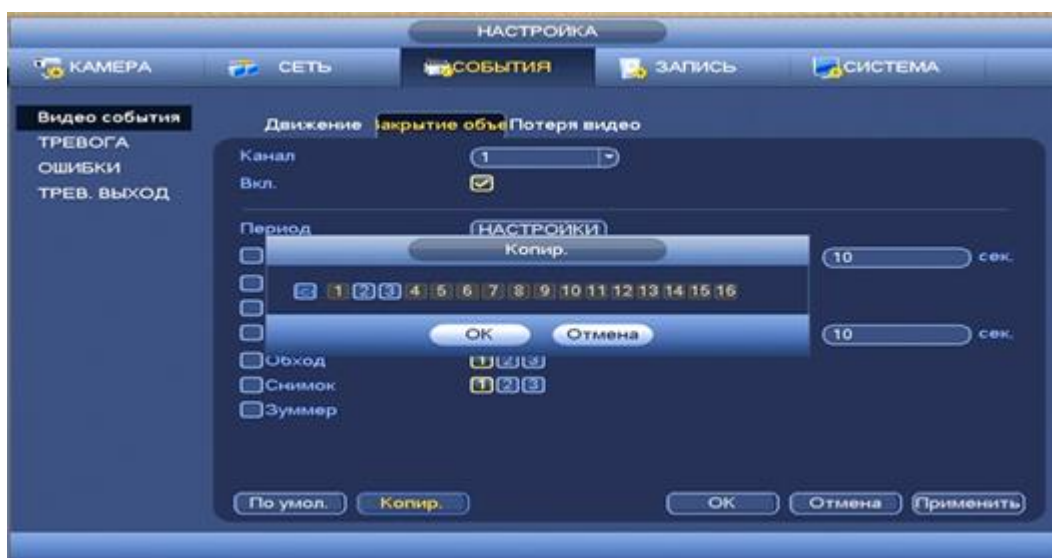 НАСТРОЙКА
КАМЕРА СЕТЬ СОБЫТИЯ ЗАПИСЬ СИСТЕМА
Видео события
ТРЕВОГА
ОШИБКИ
ТРЕВ. ВЫХОД
Движение Закрытие объе Потеря видео
Канал 1
Вкл.
Период НАСТРОЙКИ
Копир.
10 сек.
1 2 3 4 5 6 7 8 9 10 11 12 13 14 15 16
ОК Отмена
10 сек.
Обход 1 2 3
Снимок 1 2 3
Зуммер
По умол. Копир. ОК Отмена Применить